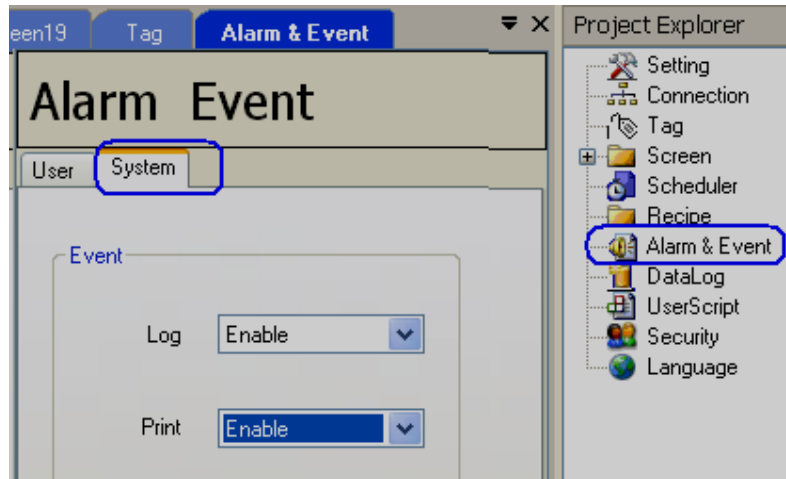 een19 Tag Alarm & Event
Alarm Event
User System
Event
Log Enable
Print Enable
Project Explorer
Setting
Connection
Tag
Screen
Scheduler
Recipe
Alarm & Event
DataLog
UserScript
Security
Language